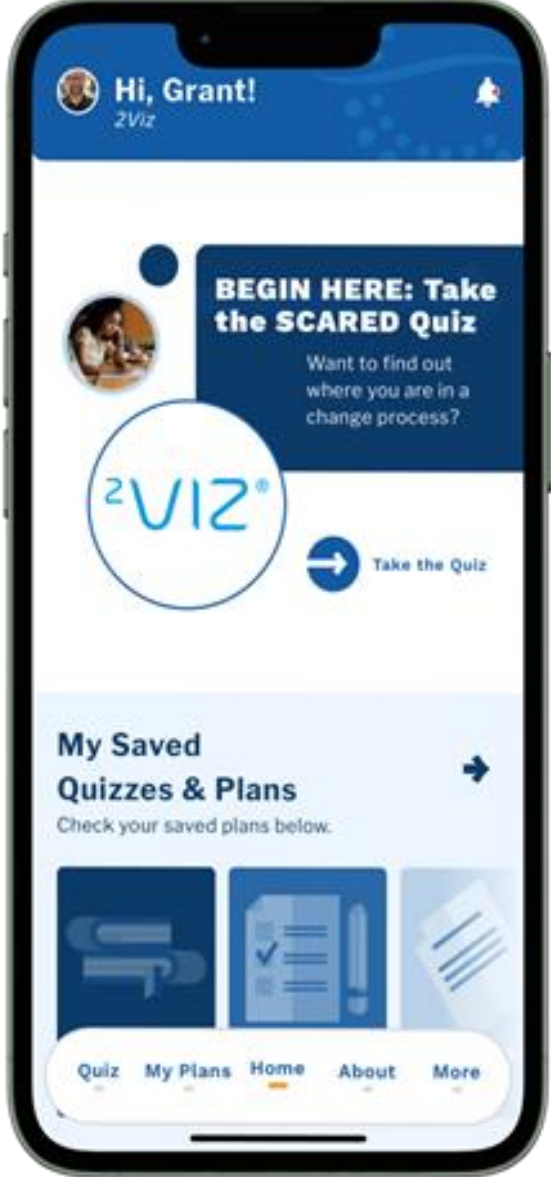 Hi, Grant!
2Viz
BEGIN HERE: Take
the SCARED Quiz
Want to find out
where you are in a
change process?
2VIZ®
Take the Quiz
My Saved
Quizzes & Plans
Check your saved plans below.
Quiz My Plans Home About More